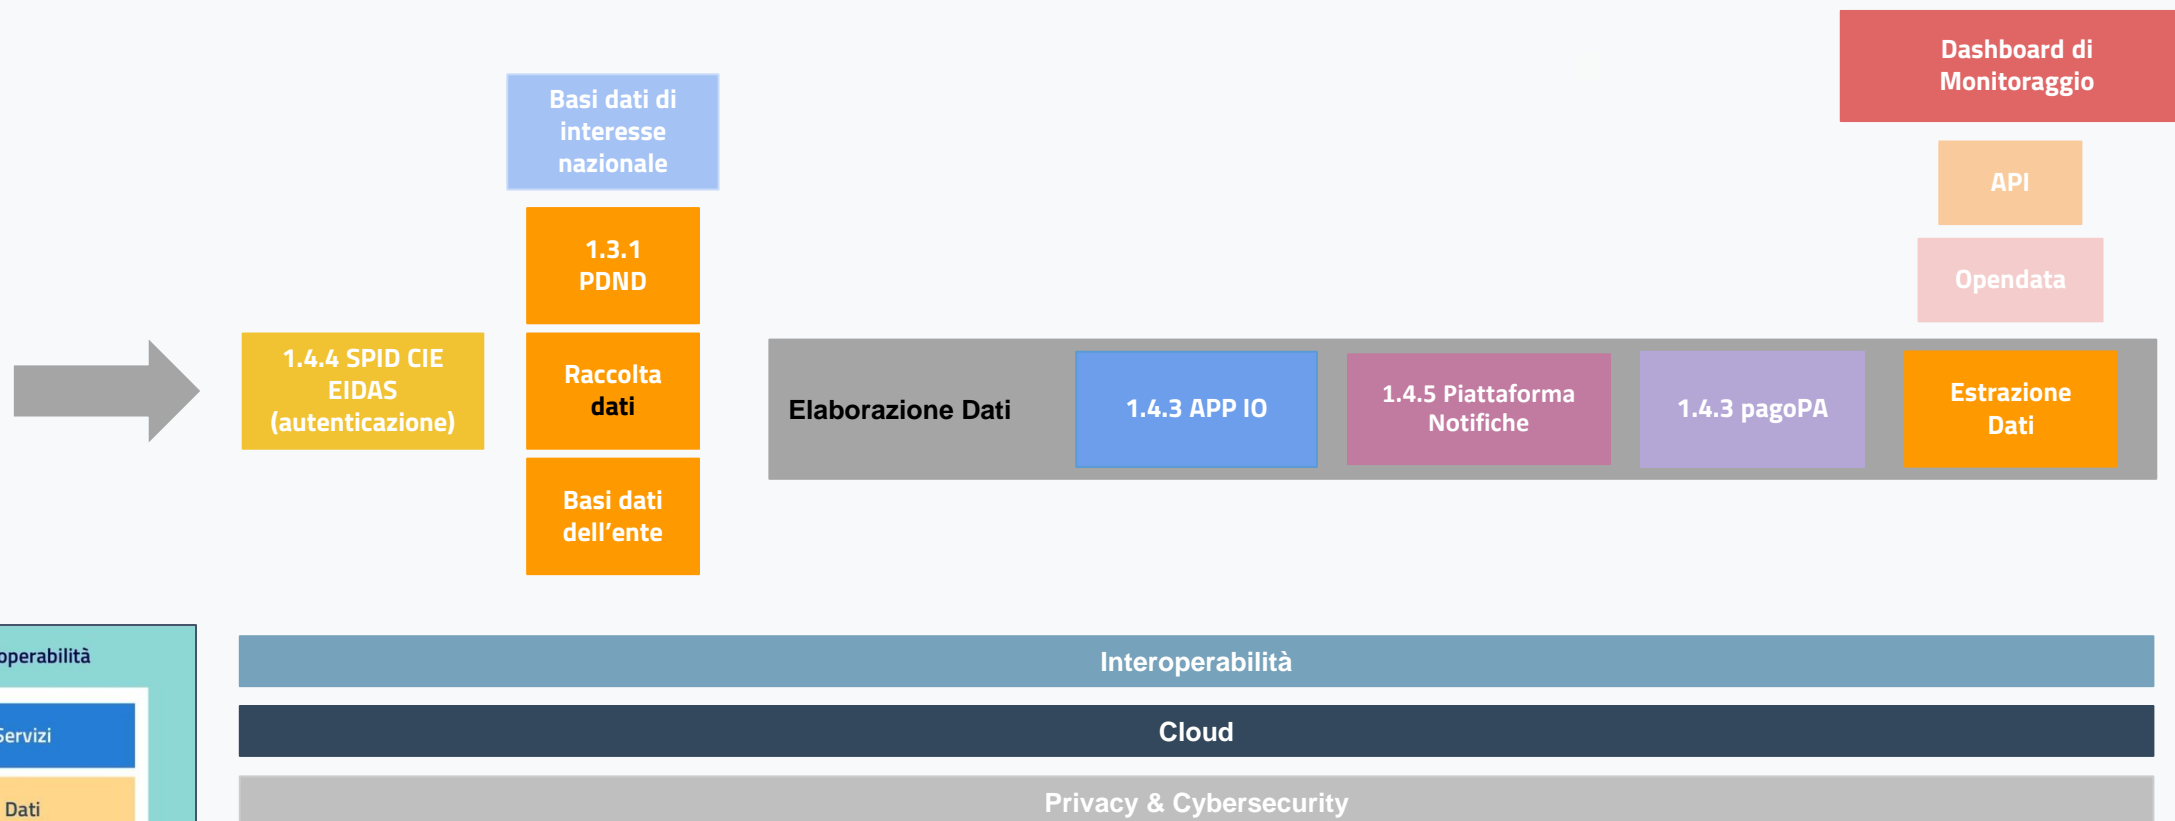 Dashboard di
Monitoraggio
API
Opendata
Basi dati di
interesse
nazionale
1.3.1
PDND
1.4.4 SPID CIE
EIDAS
(autenticazione)
Raccolta
dati
Basi dati
dell'ente
Elaborazione Dati
1.4.3 APP IO
1.4.5 Piattaforma
Notifiche
1.4.3 pagoPA
Estrazione
Dati
operabilità
Servizi
Dati
Interoperabilità
Cloud
Privacy & Cybersecurity